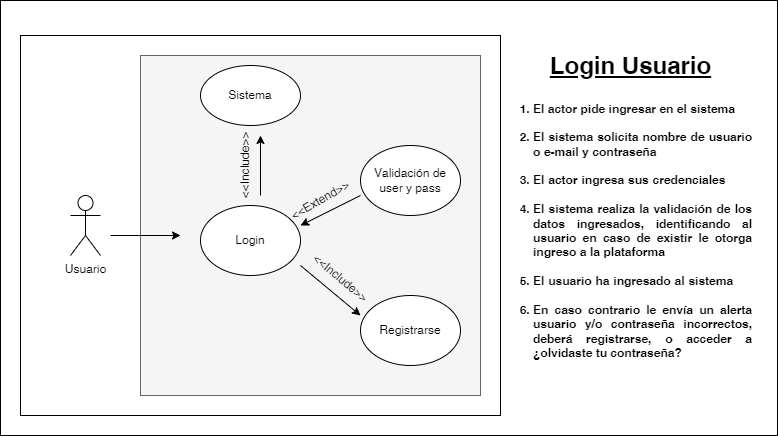 Login Usuario
1. El actor pide ingresar en el sistema
2. El sistema solicita nombre de usuario
o e-mail y contraseña
3. El actor ingresa sus credenciales
4. El sistema realiza la validación de los
datos ingresados, identificando al
usuario en caso de existir le otorga
ingreso a la plataforma
5. El usuario ha ingresado al sistema
6. En caso contrario le envía un alerta
usuario y/o contraseña incorrectos,
deberá registrarse, o acceder a
¿olvidaste tu contraseña?
Sistema
<<Include>>
Validación de
user y pass
<<Extend>>
Login
Usuario
<<Include>>
Registrarse